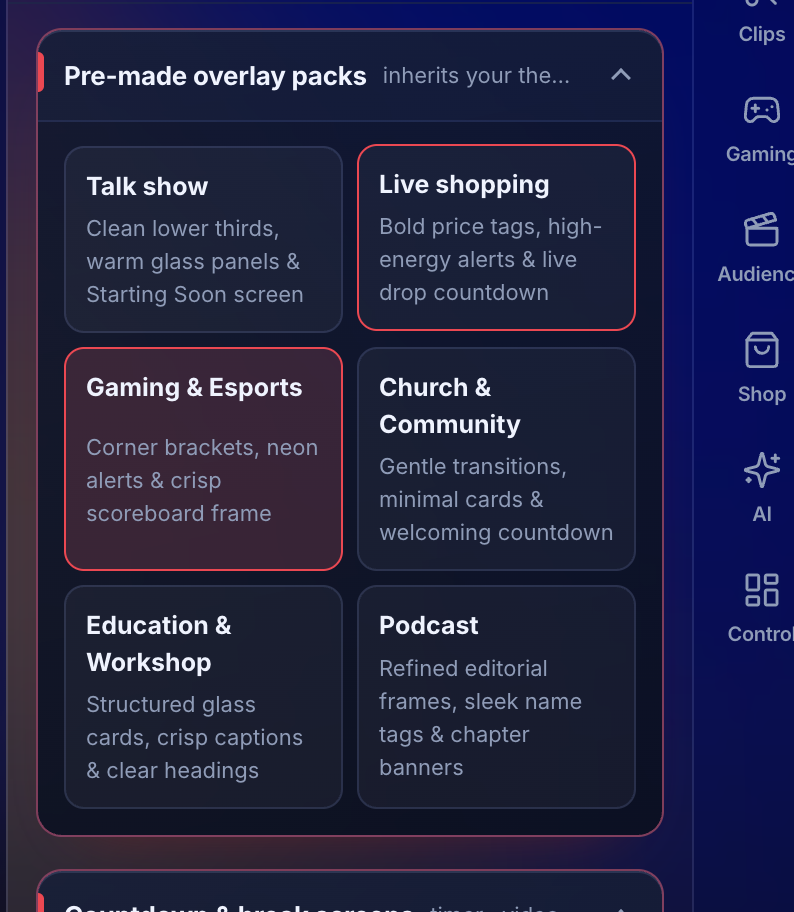 Clips
Pre-made overlay packs inherits your the...
Gaming
Talk show
Clean lower thirds,
warm glass panels &
Starting Soon screen
Live shopping
Bold price tags, high-
energy alerts & live
drop countdown
Audienc
Shop
Gaming & Esports
Corner brackets, neon
alerts & crisp
scoreboard frame
Church &
Community
Gentle transitions,
minimal cards &
welcoming countdown
AI
Education &
Workshop
Structured glass
cards, crisp captions
& clear headings
Podcast
Refined editorial
frames, sleek name
tags & chapter
banners
Control
Countdown & break screens